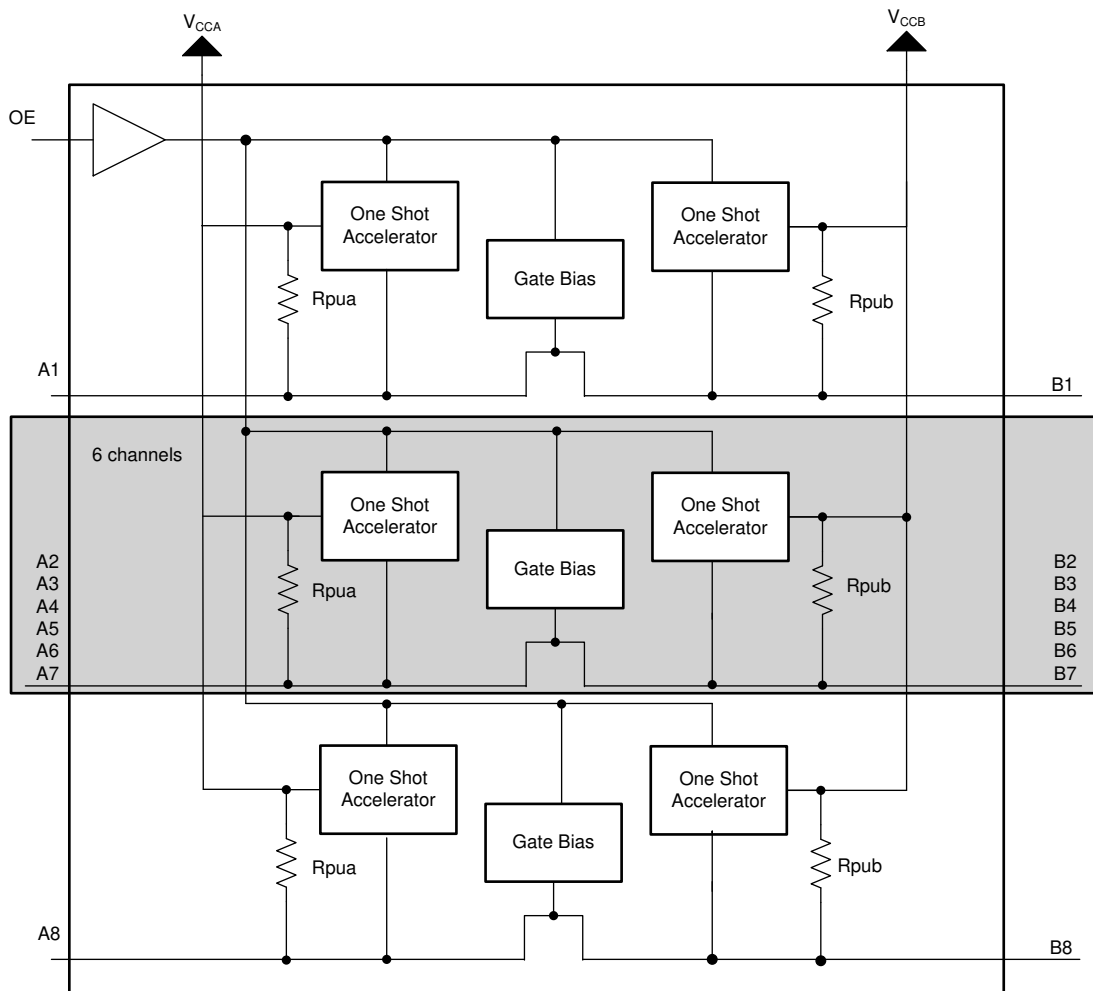 VCCA
VCCB
OE
One Shot
Accelerator
One Shot
Accelerator
Gate Bias
Rpua
Rpub
A1
B1
6 channels
One Shot
Accelerator
One Shot
Accelerator
Gate Bias
Rpua
Rpub
A2
A3
A4
A5
A6
A7
B2
B3
B4
B5
B6
B7
One Shot
Accelerator
One Shot
Accelerator
Gate Bias
Rpua
Rpub
A8
B8